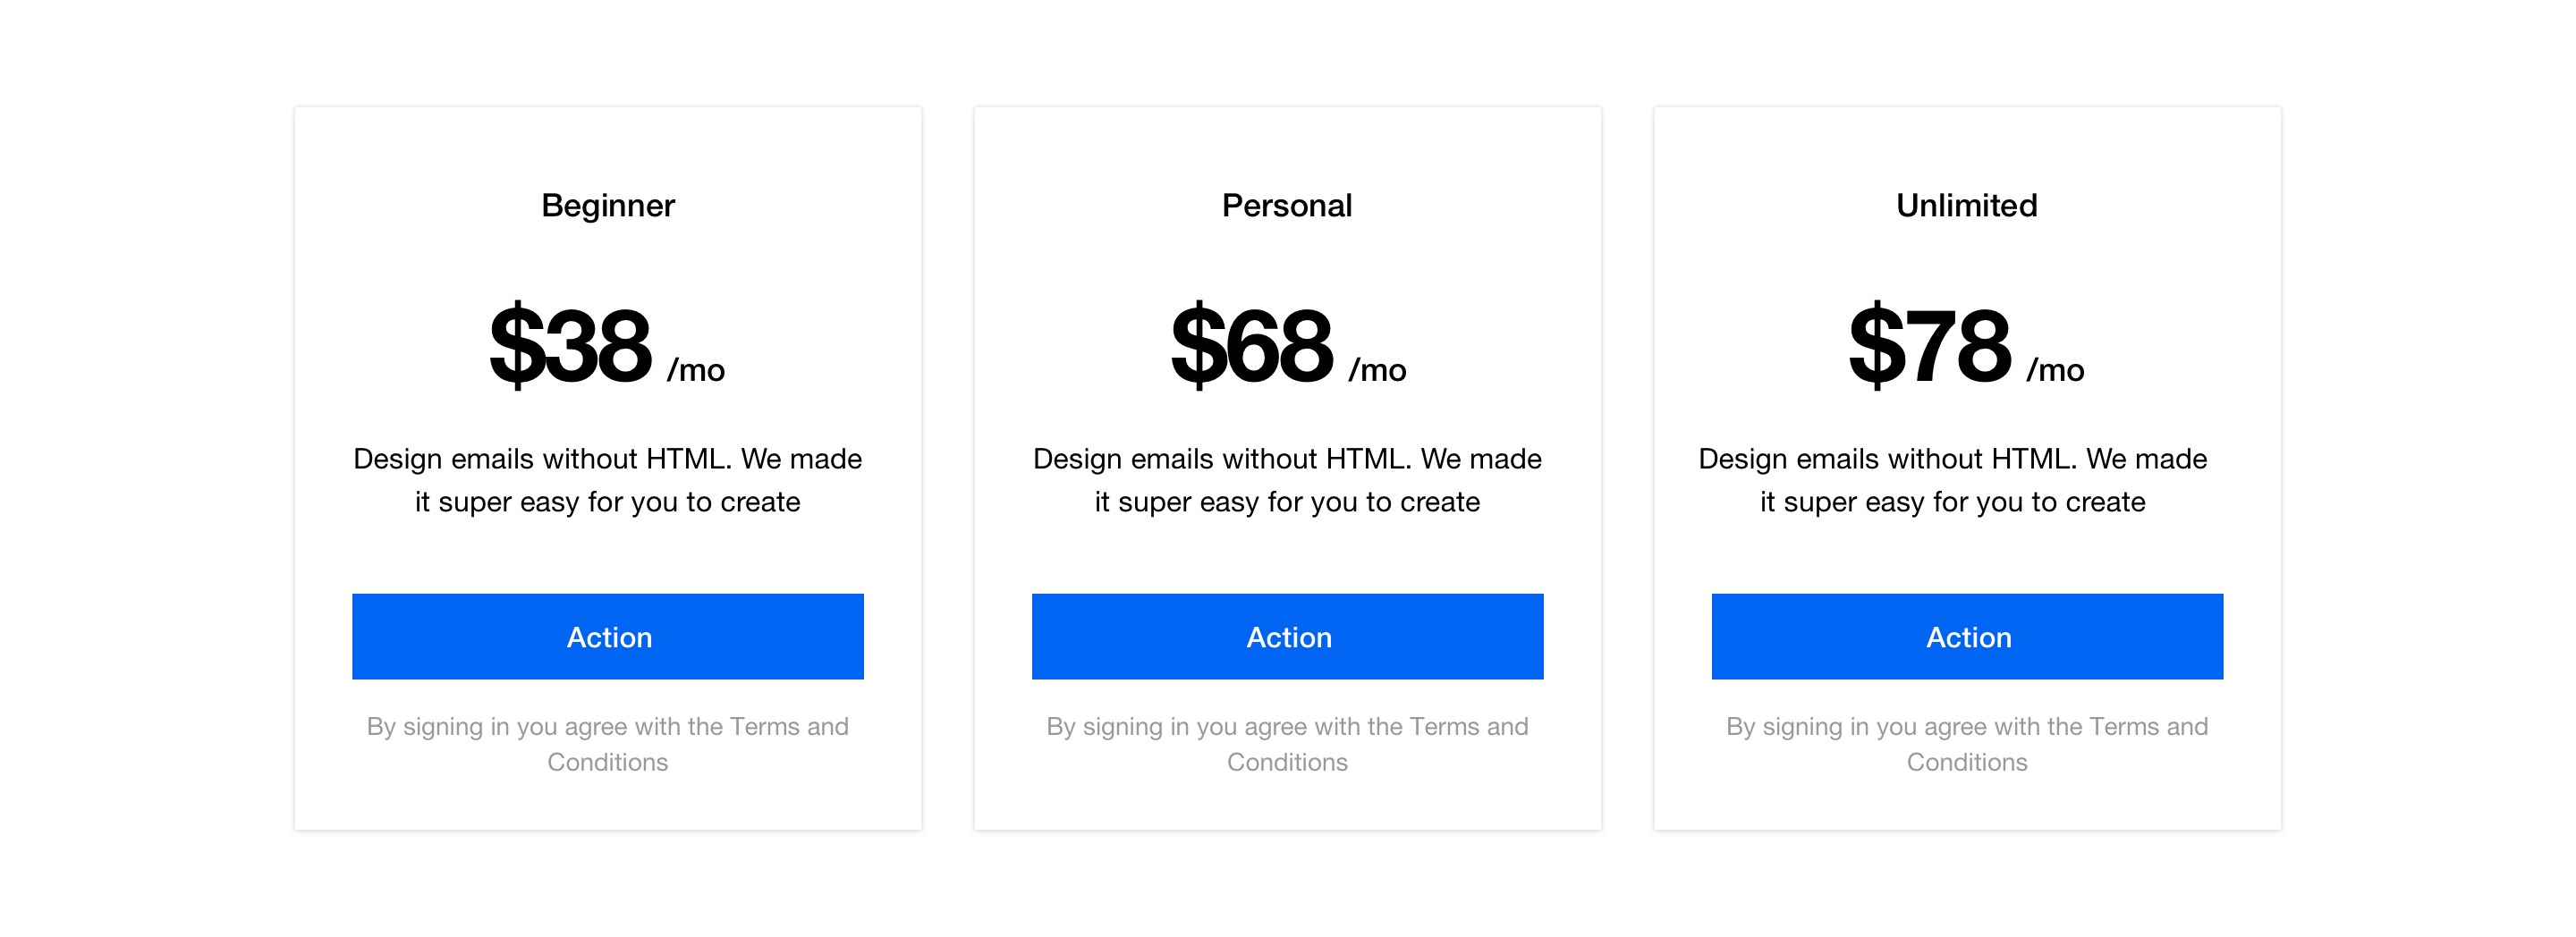 Beginner
$38 /mo
Design emails without HTML. We made
it super easy for you to create
Action
By signing in you agree with the Terms and
Conditions
Personal
$68 /mo
Design emails without HTML. We made
it super easy for you to create
Action
By signing in you agree with the Terms and
Conditions
Unlimited
$78 /mo
Design emails without HTML. We made
it super easy for you to create
Action
By signing in you agree with the Terms and
Conditions